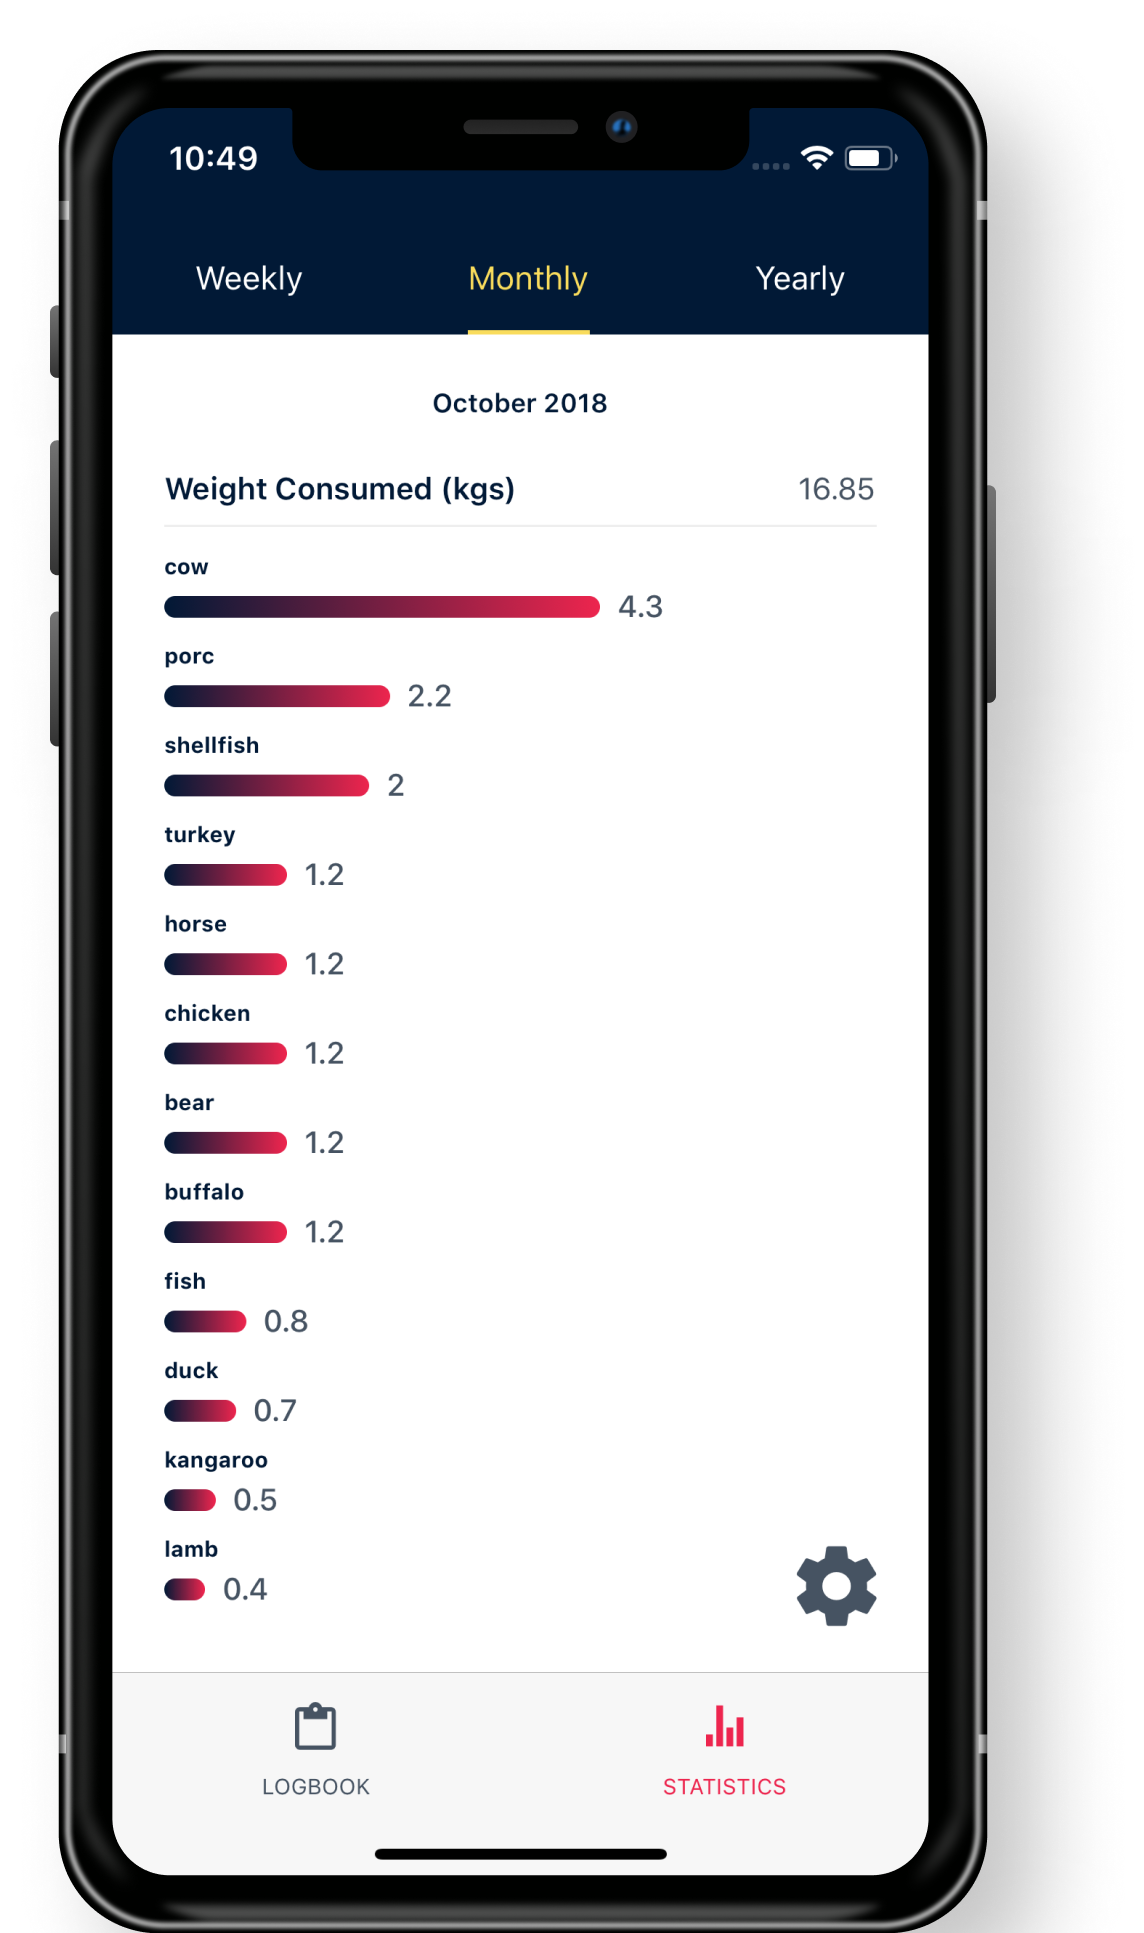 10:49
Weekly Monthly Yearly
October 2018
Weight Consumed (kgs) 16.85
cow
4.3
porc
2.2
shellfish
2
turkey
1.2
horse
1.2
chicken
1.2
bear
1.2
buffalo
1.2
fish
0.8
duck
0.7
kangaroo
0.5
lamb
0.4
LOGBOOK STATISTICS